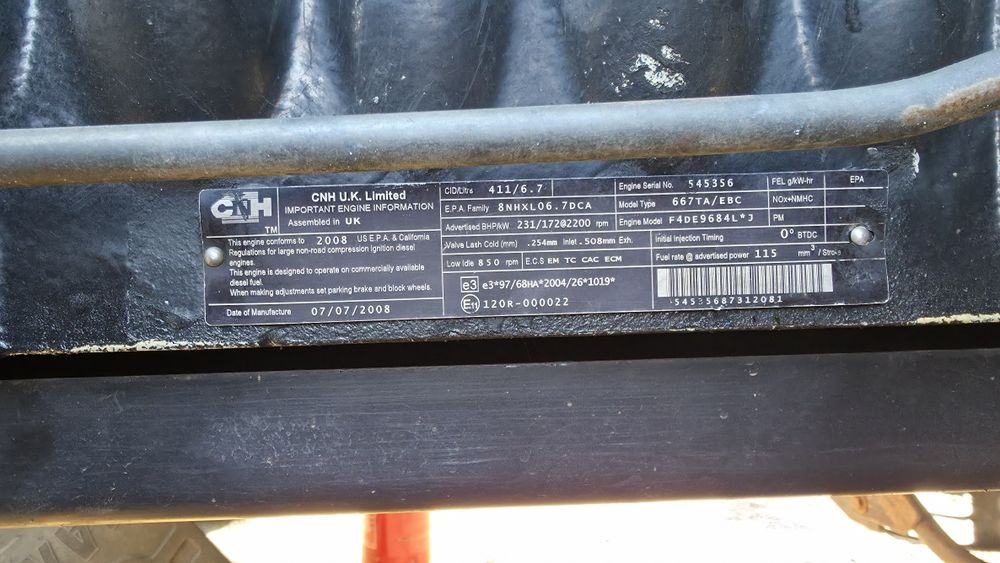 CNH
TM
CNH U.K. Limited
IMPORTANT ENGINE INFORMATION
Assembled in UK
This engine conforms to 2008 US E.P.A. & California
Regulations for large non-road compression ignition diesel
engines.
This engine is designed to operate on commercially available
diesel fuel.
When making adjustments set parking brake and block wheels.
Date of Manufacture 07/07/2008
CID/Litrs 411/6.7
E.P.A. Family 8NHXL06.7DCA
Advertised BHP/kW 231/172@2200 rpm
Valve Lash Cold (mm) .254mm Inlet .508mm Exh.
Low Idle 850 rpm E.C.S EM TC CAC ECM
e3 e3*97/68HA*2004/26*1019*
E11 120R-000022
Engine Serial No. 545356
Model Type 667TA/EBC
Engine Model F4DE9684L*J
Initial Injection Timing 0° BTDC
Fuel rate @ advertised power 115 mm³ / Stroke
FEL g/kW-hr EPA
NOx+NMHC
PM